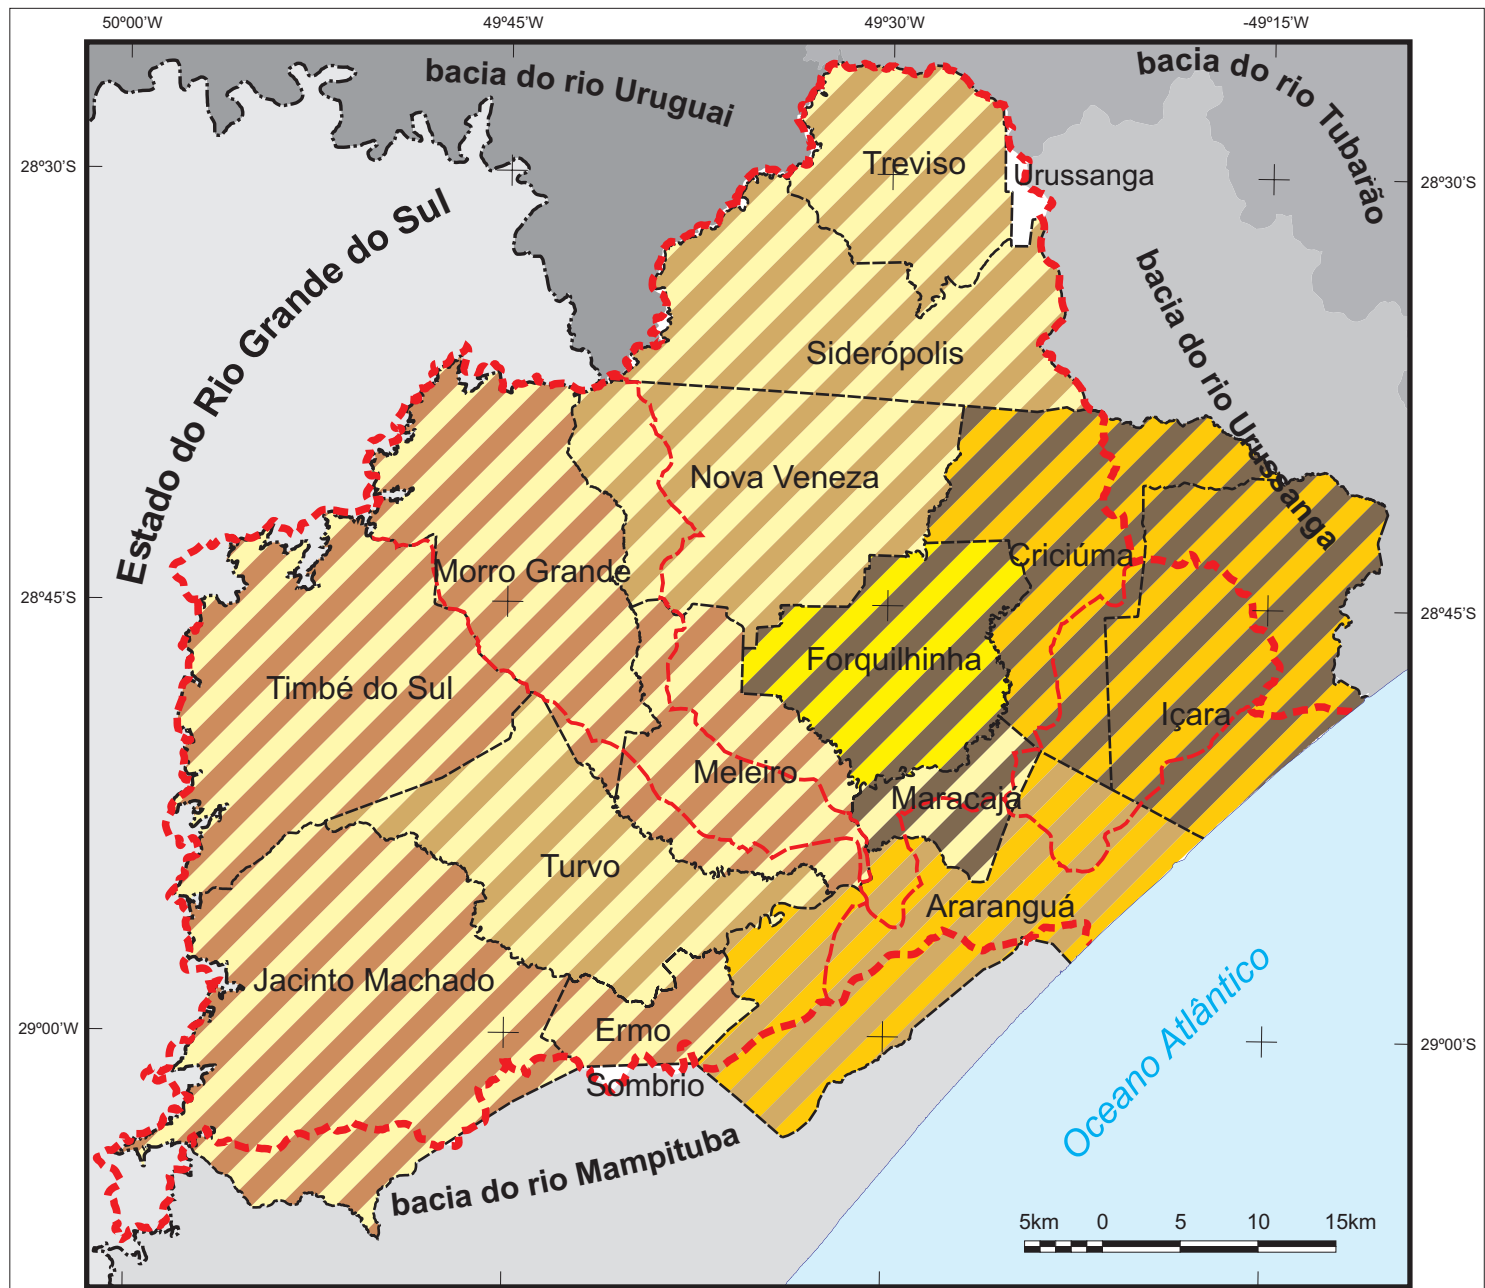 50°00'W 49°45'W 49°30'W -49°15'W
bacia do rio Uruguai
bacia do rio Tubarão
28°30'S
28°30'S
Treviso
Urussanga
Estado do Rio Grande do Sul
bacia do rio Urussanga
Siderópolis
Nova Veneza
Criciúma
Morro Grande
28°45'S
28°45'S
Forquilhinha
Timbé do Sul
Içara
Meleiro
Maracajá
Turvo
Araranguá
Jacinto Machado
Ermo
29°00'W
29°00'S
Sombrio
Oceano Atlântico
bacia do rio Mampituba
5km 0 5 10 15km